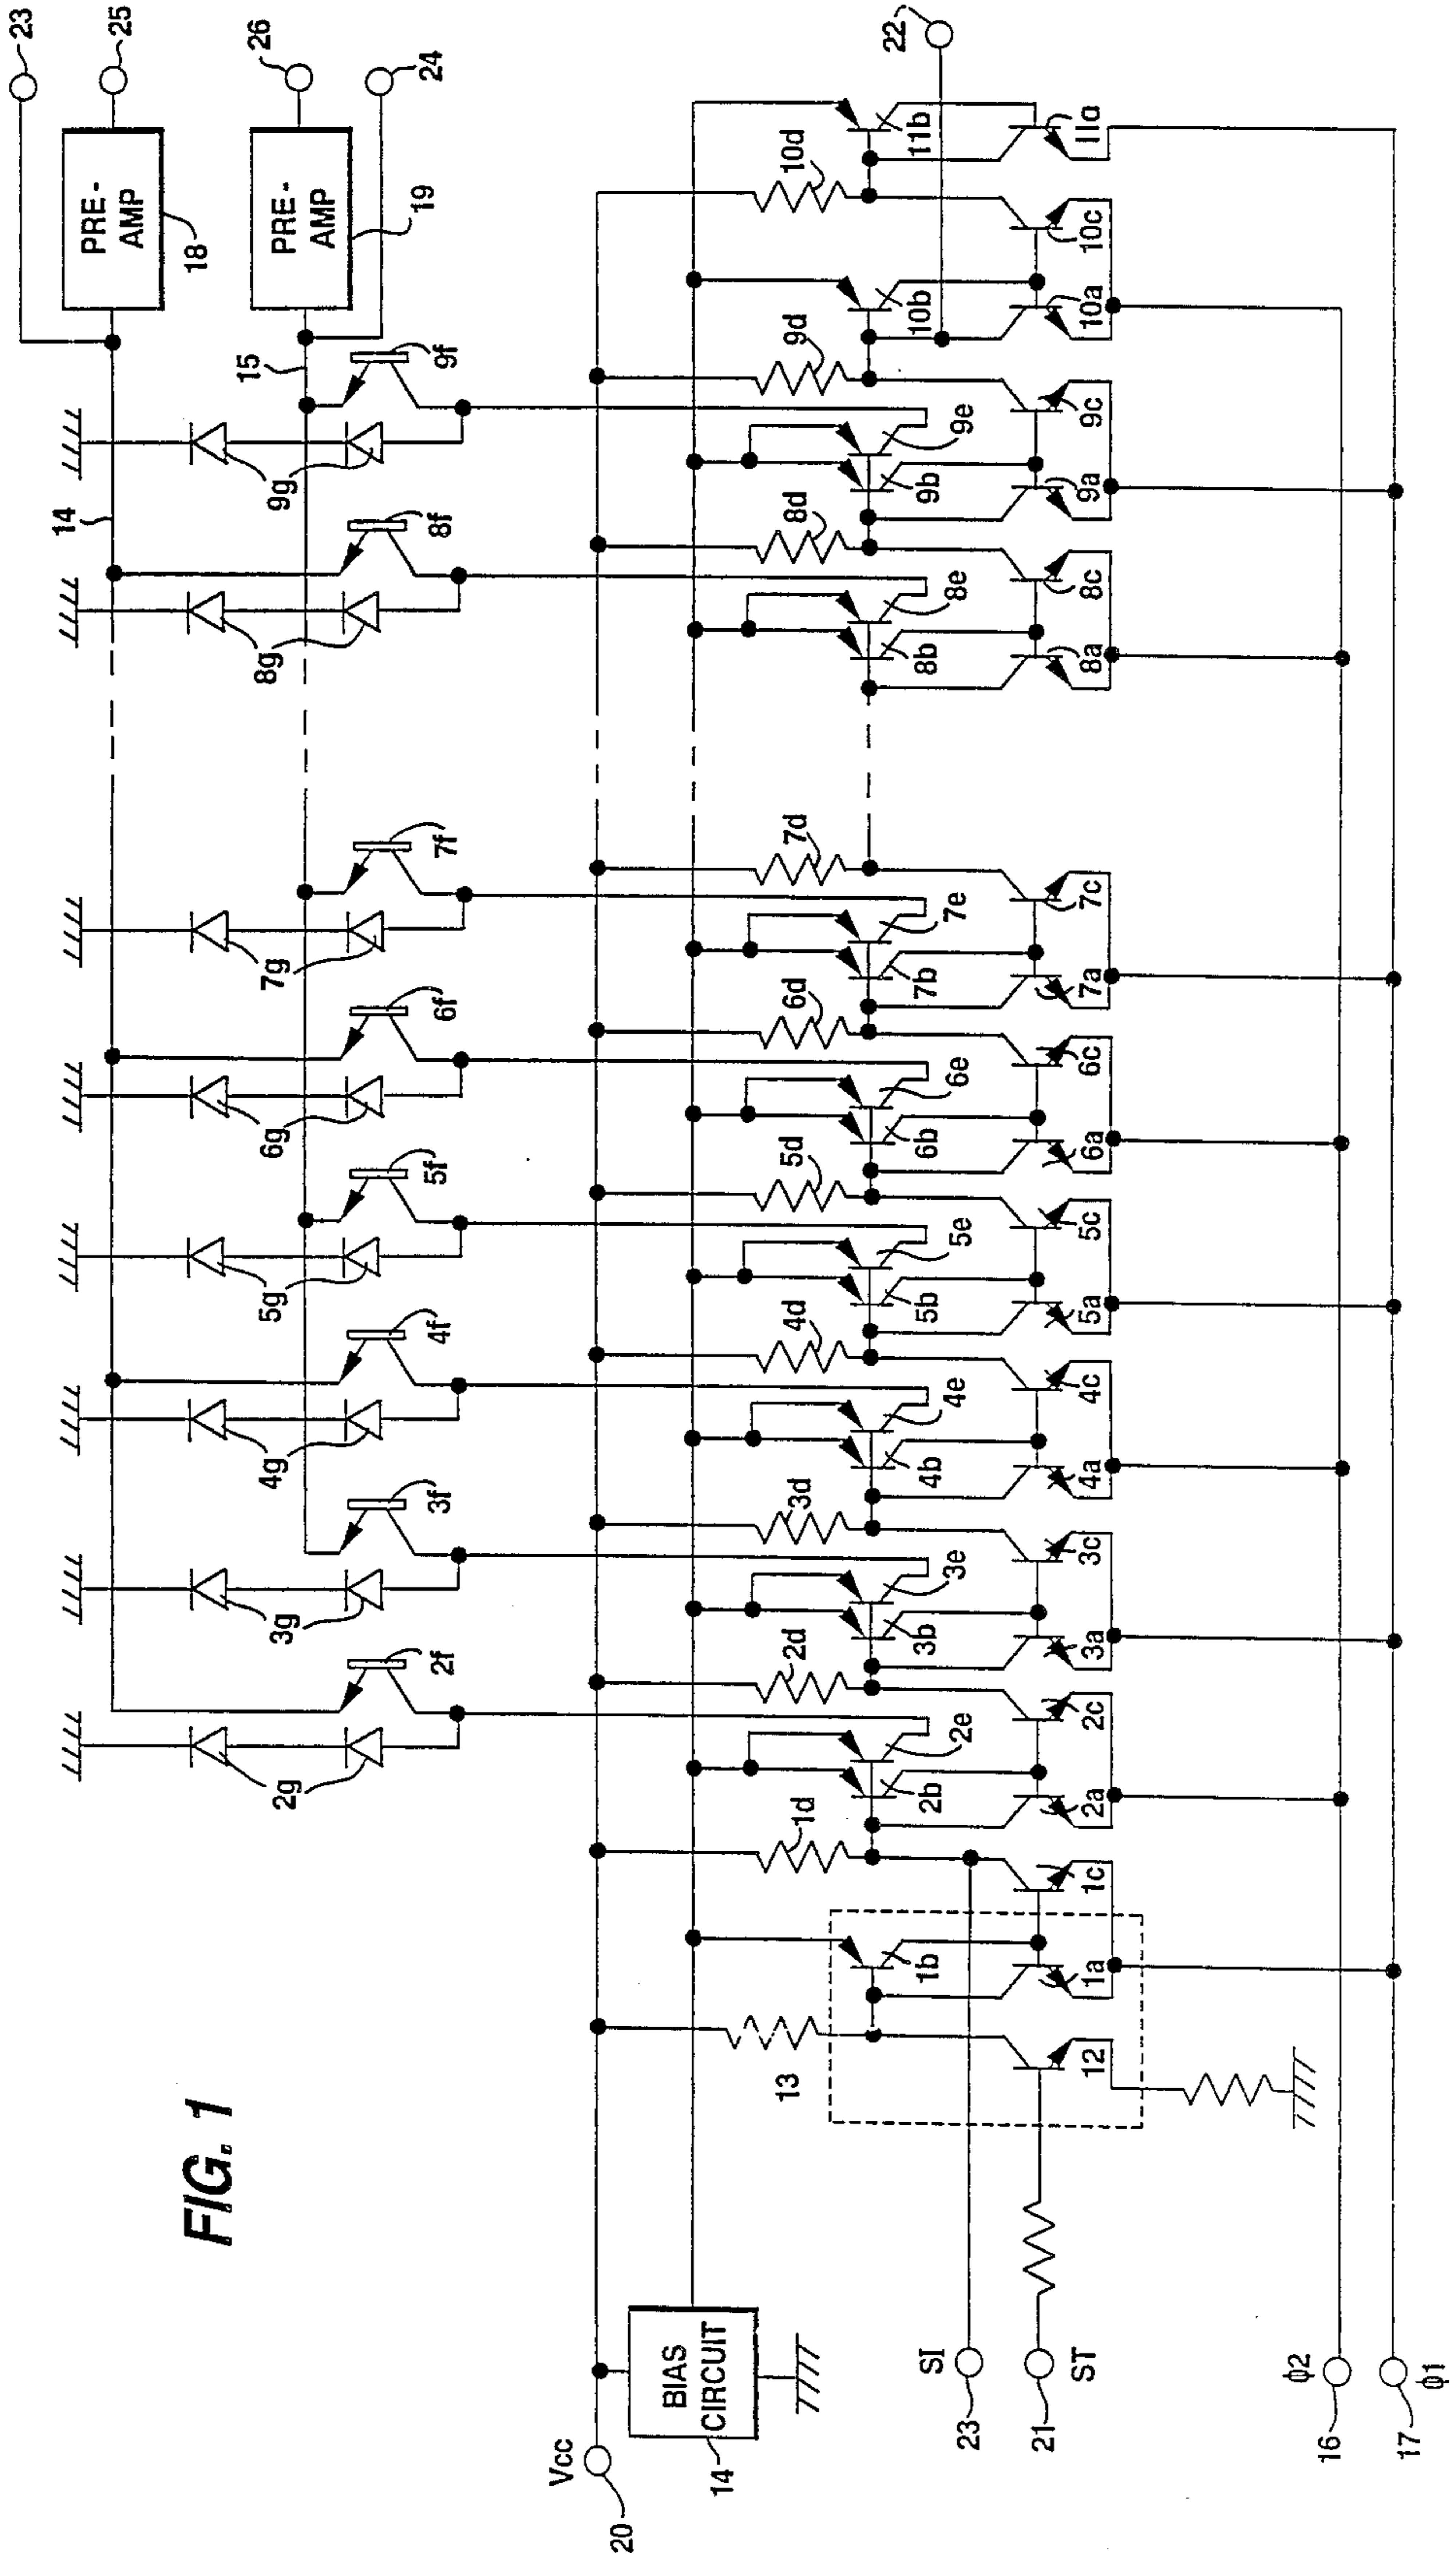 FIG. 1
23
25
26
24
PRE-
AMP
18
PRE-
AMP
19
14
15
9g
9f
8g
8f
7g
7f
6g
6f
5g
5f
4g
4f
3g
3f
2g
2f
22
10d
11b
11a
10b
10c
10a
9d
9e
9b
9c
9a
8d
8e
8b
8c
8a
7d
7e
7b
7c
7a
6d
6e
6b
6c
6a
5d
5e
5b
5c
5a
4d
4e
4b
4c
4a
3d
3e
3b
3c
3a
2d
2e
2b
2c
2a
1d
1b
1c
1a
13
12
Vcc
20
BIAS
CIRCUIT
14
SI
23
21
ST
ϕ2
16
17
ϕ1